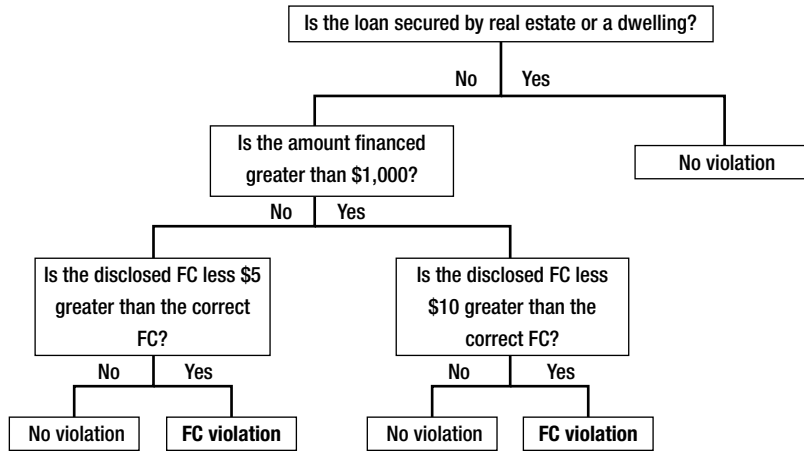 Is the loan secured by real estate or a dwelling?
No Yes
Is the amount financed
greater than $1,000?
No violation
No Yes
Is the disclosed FC less $5
greater than the correct
FC?
Is the disclosed FC less
$10 greater than the
correct FC?
No Yes
No Yes
No violation
FC violation
No violation
FC violation